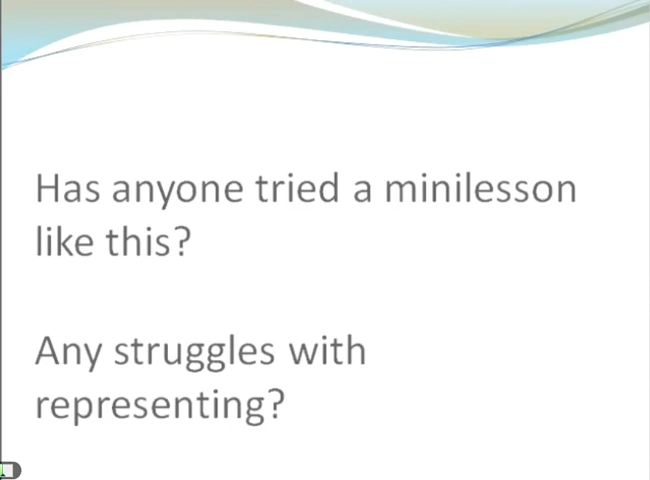 Has anyone tried a minilesson
like this?
Any struggles with
representing?